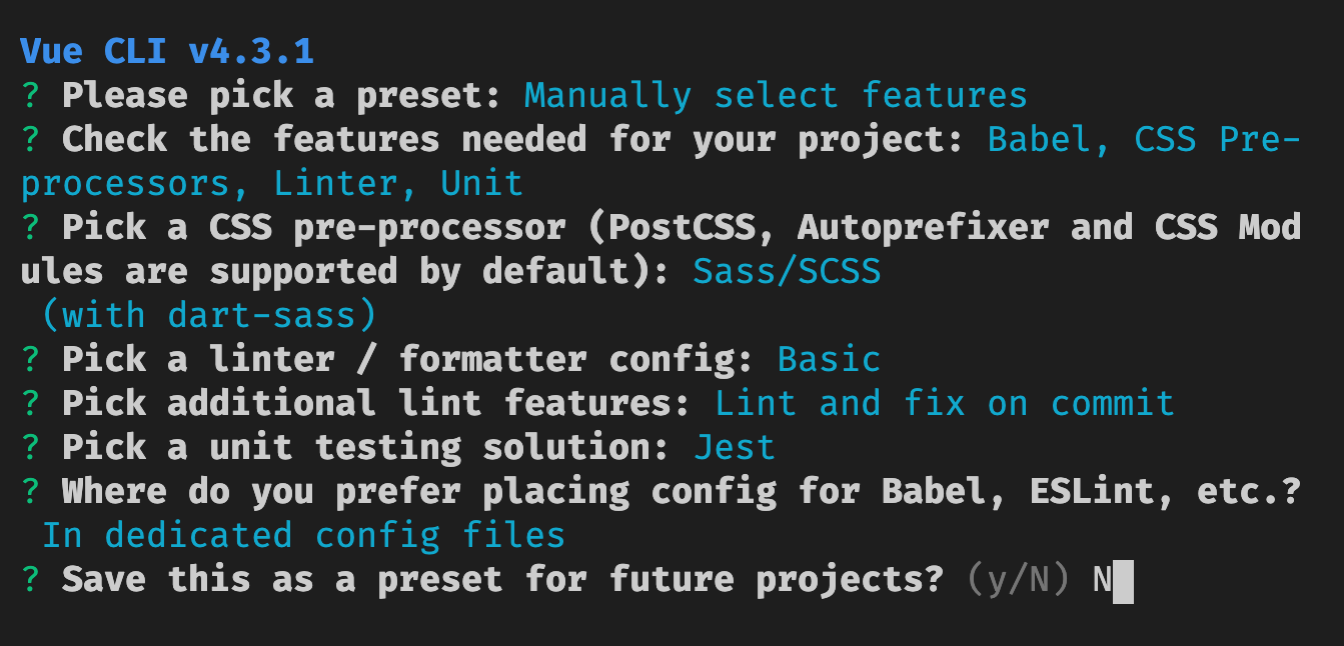 Vue CLI v4.3.1
? Please pick a preset: Manually select features
? Check the features needed for your project: Babel, CSS Pre-
processors, Linter, Unit
? Pick a CSS pre-processor (PostCSS, Autoprefixer and CSS Mod
ules are supported by default): Sass/SCSS
(with dart-sass)
? Pick a linter / formatter config: Basic
? Pick additional lint features: Lint and fix on commit
? Pick a unit testing solution: Jest
? Where do you prefer placing config for Babel, ESLint, etc.?
In dedicated config files
? Save this as a preset for future projects? (y/N) N